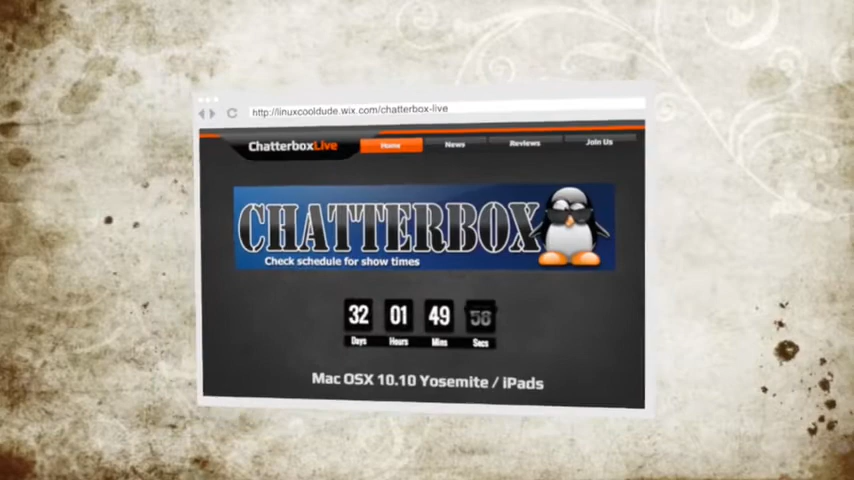 http://linuxcooldude.wix.com/chatterbox-live
ChatterboxLive
Home
News
Reviews
Join Us
CHATTERBOX
Check schedule for show times
32 01 49 58
Days Hours Mins Secs
Mac OSX 10.10 Yosemite / iPads